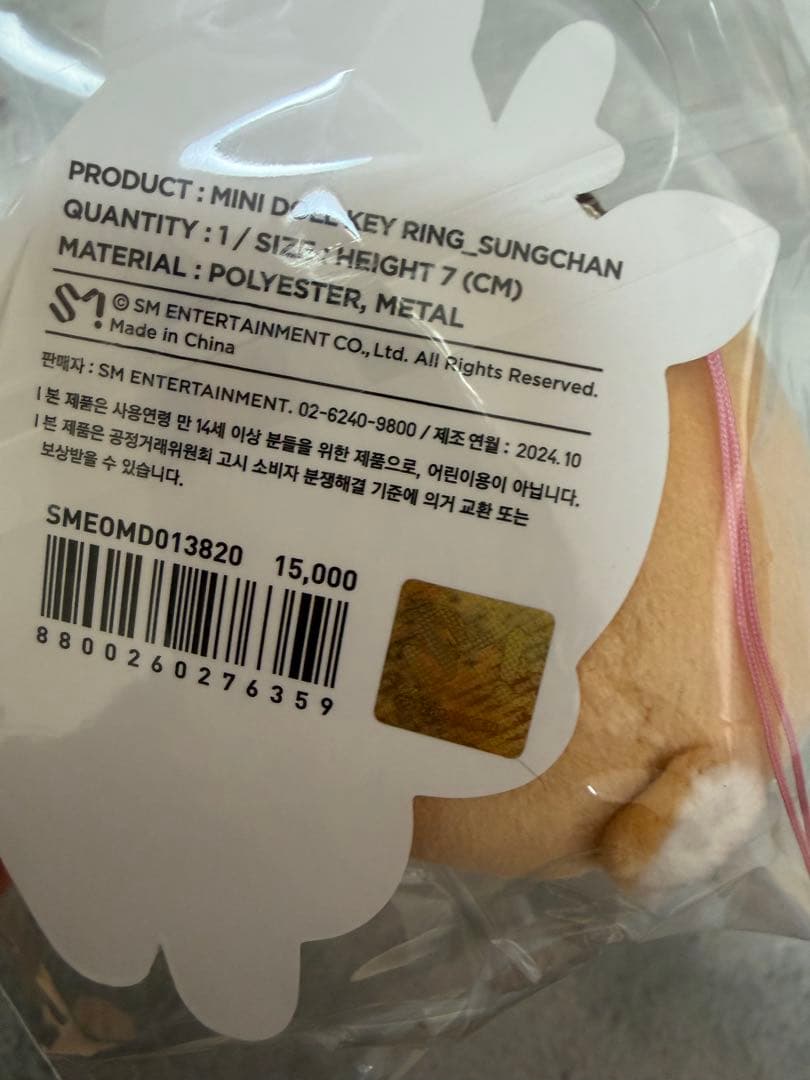 PRODUCT : MINI DOLL KEY RING_SUNGCHAN
QUANTITY : 1 / SIZE : HEIGHT 7 (CM)
MATERIAL : POLYESTER, METAL
SM © SM ENTERTAINMENT CO., Ltd. All Rights Reserved.
Made in China
판매자 : SM ENTERTAINMENT. 02-6240-9800 / 제조연월 : 2024.10
l 본 제품은 사용연령 만 14세 이상 분들을 위한 제품으로, 어린이용이 아닙니다.
l 본 제품은 공정거래위원회 고시 소비자 분쟁해결 기준에 의거 교환 또는
보상받을 수 있습니다.
SMEOMD013820 15,000
8800260276359